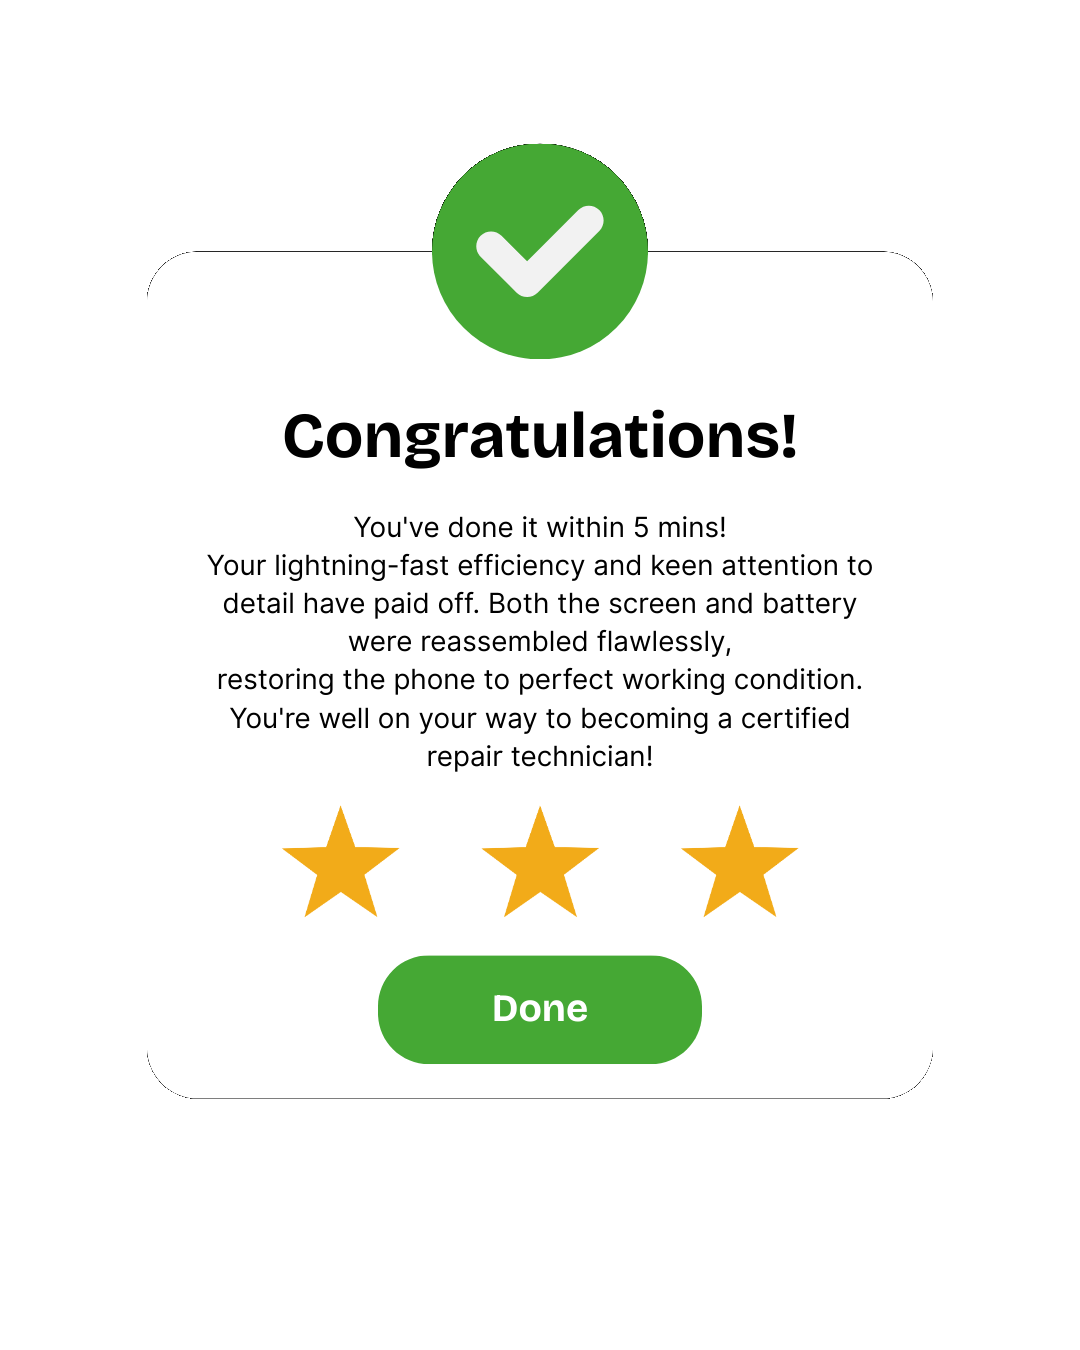 Congratulations!
You've done it within 5 mins!
Your lightning-fast efficiency and keen attention to
detail have paid off. Both the screen and battery
were reassembled flawlessly,
restoring the phone to perfect working condition.
You're well on your way to becoming a certified
repair technician!
Done